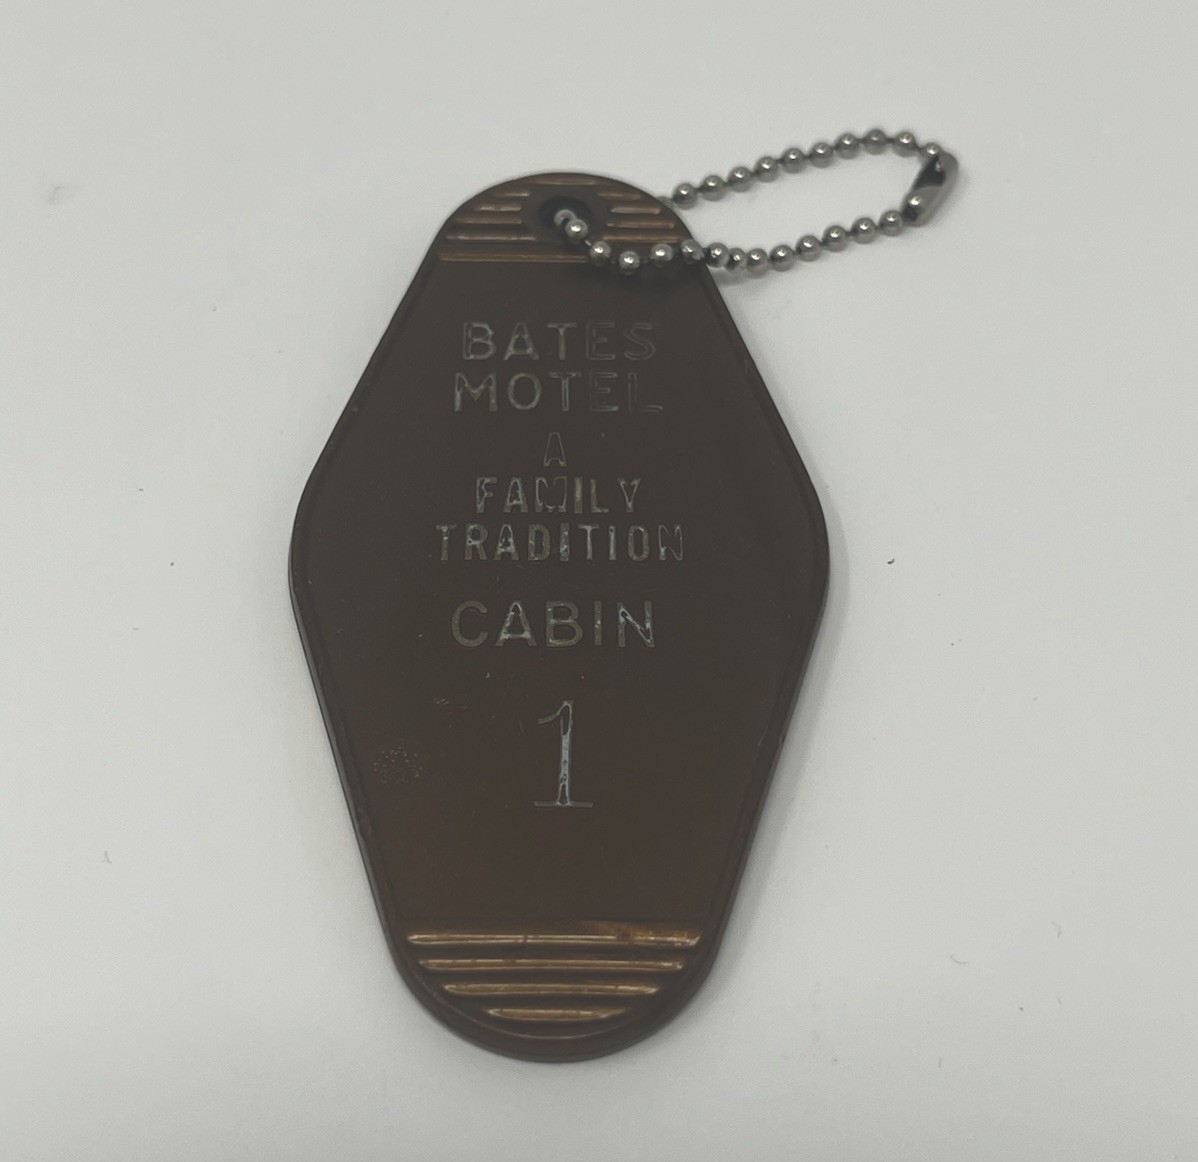 BATES
MOTEL
A
FAMILY
TRADITION
CABIN
1